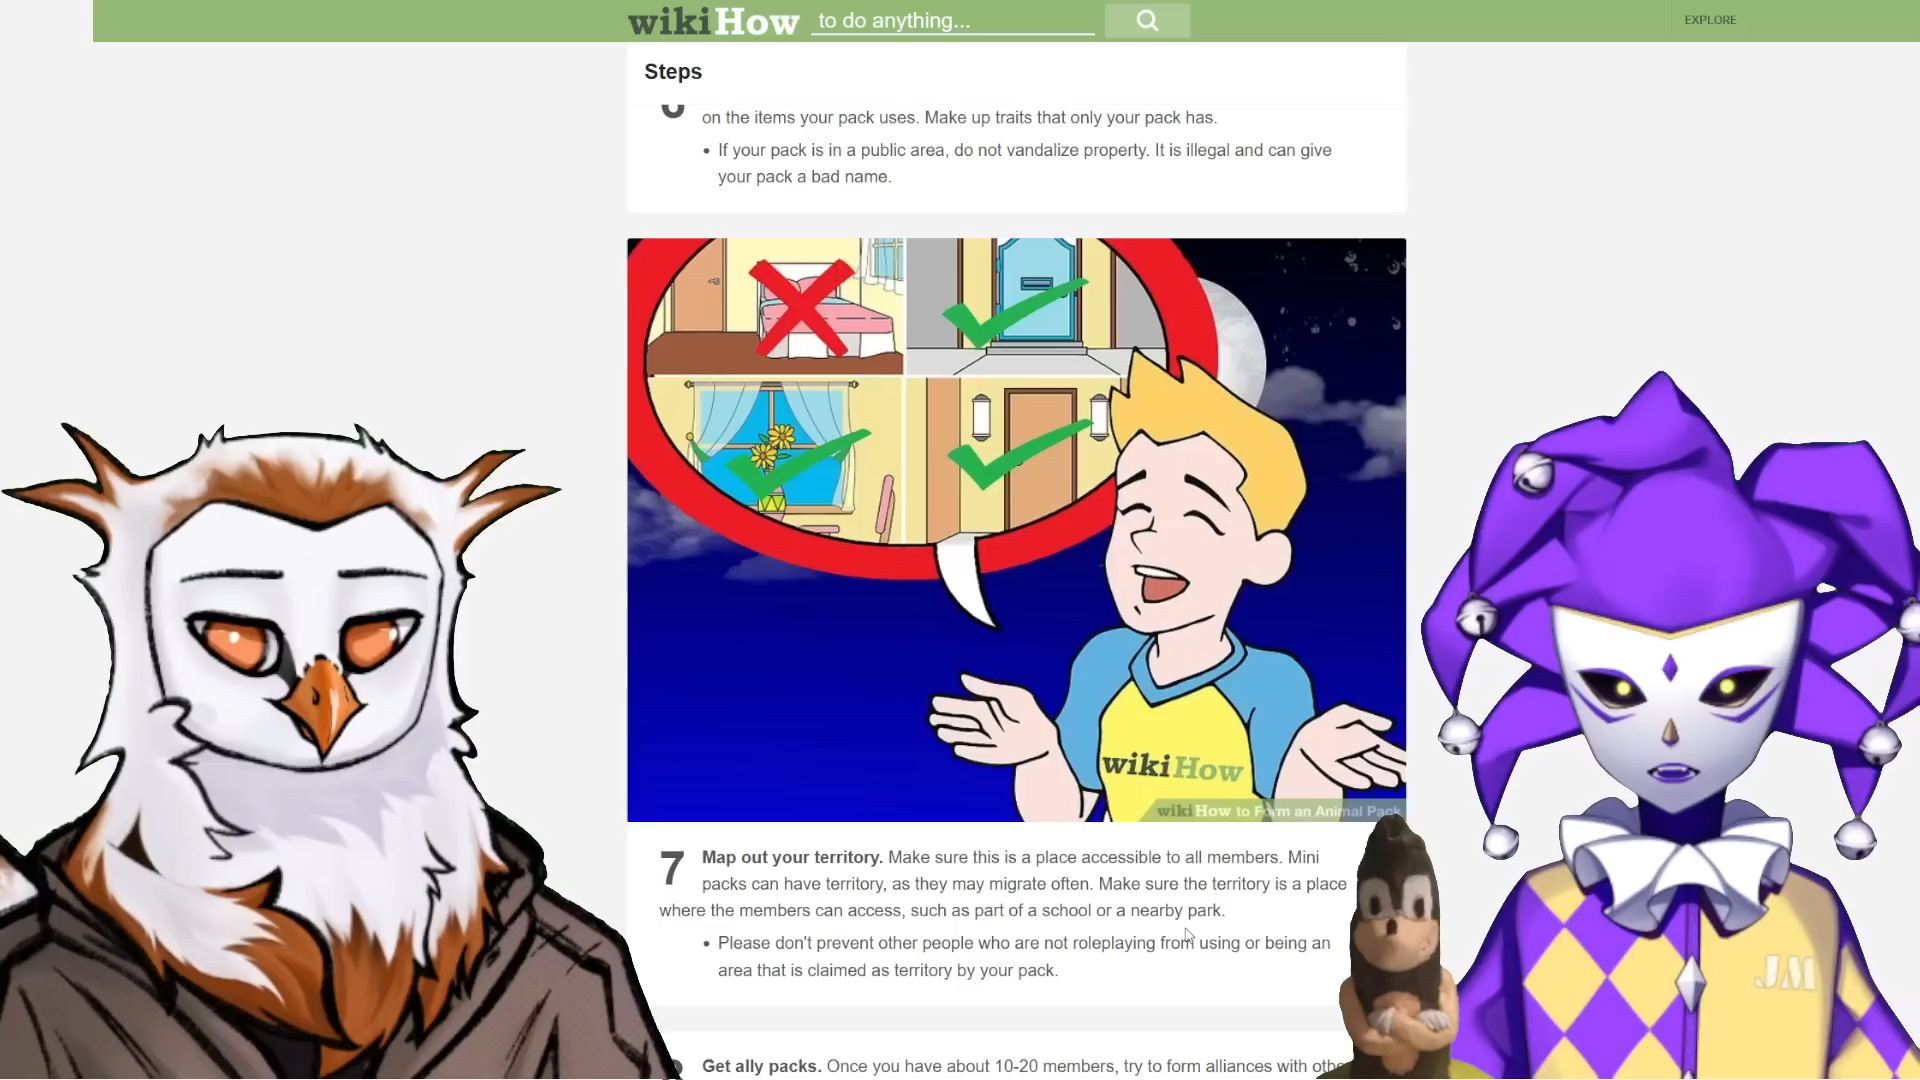 wikiHow to do anything...
EXPLORE
Steps
on the items your pack uses. Make up traits that only your pack has.
• If your pack is in a public area, do not vandalize property. It is illegal and can give
your pack a bad name.
wikiHow
wikiHow to Form an Animal Pack
7 Map out your territory. Make sure this is a place accessible to all members. Mini
packs can have territory, as they may migrate often. Make sure the territory is a place
where the members can access, such as part of a school or a nearby park.
• Please don't prevent other people who are not roleplaying from using or being an
area that is claimed as territory by your pack.
JM
Get ally packs. Once you have about 10-20 members, try to form alliances with